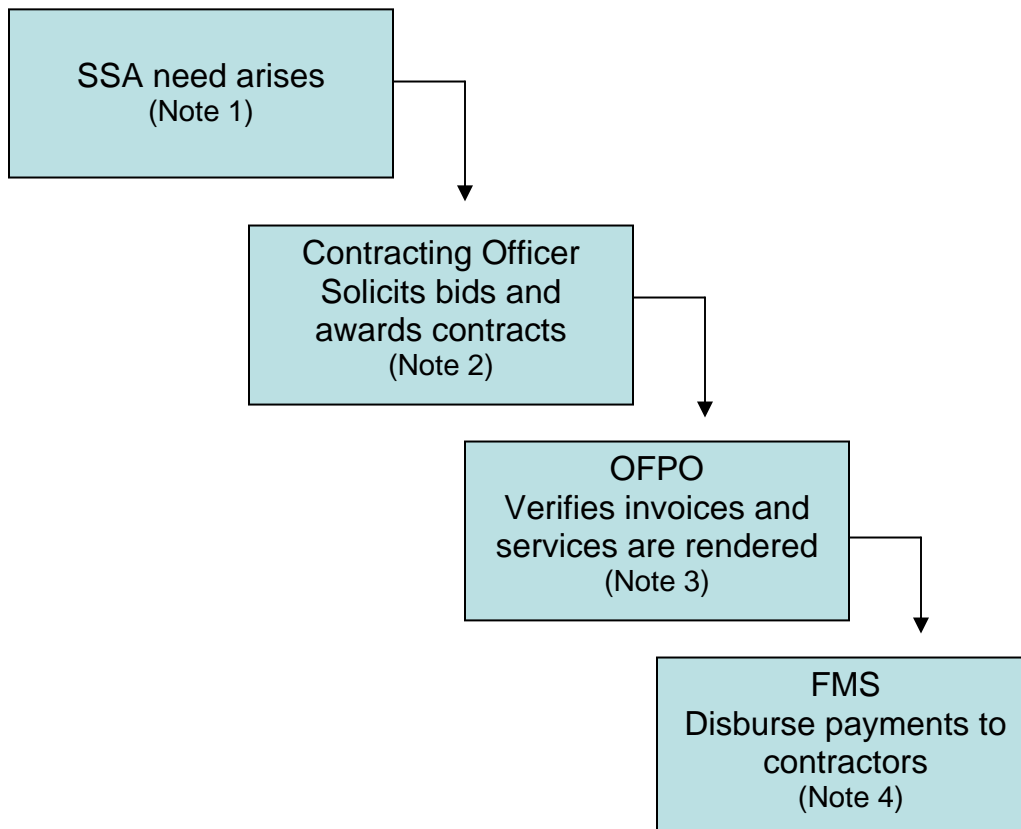 SSA need arises
(Note 1)
Contracting Officer
Solicits bids and
awards contracts
(Note 2)
OFPO
Verifies invoices and
services are rendered
(Note 3)
FMS
Disburse payments to
contractors
(Note 4)